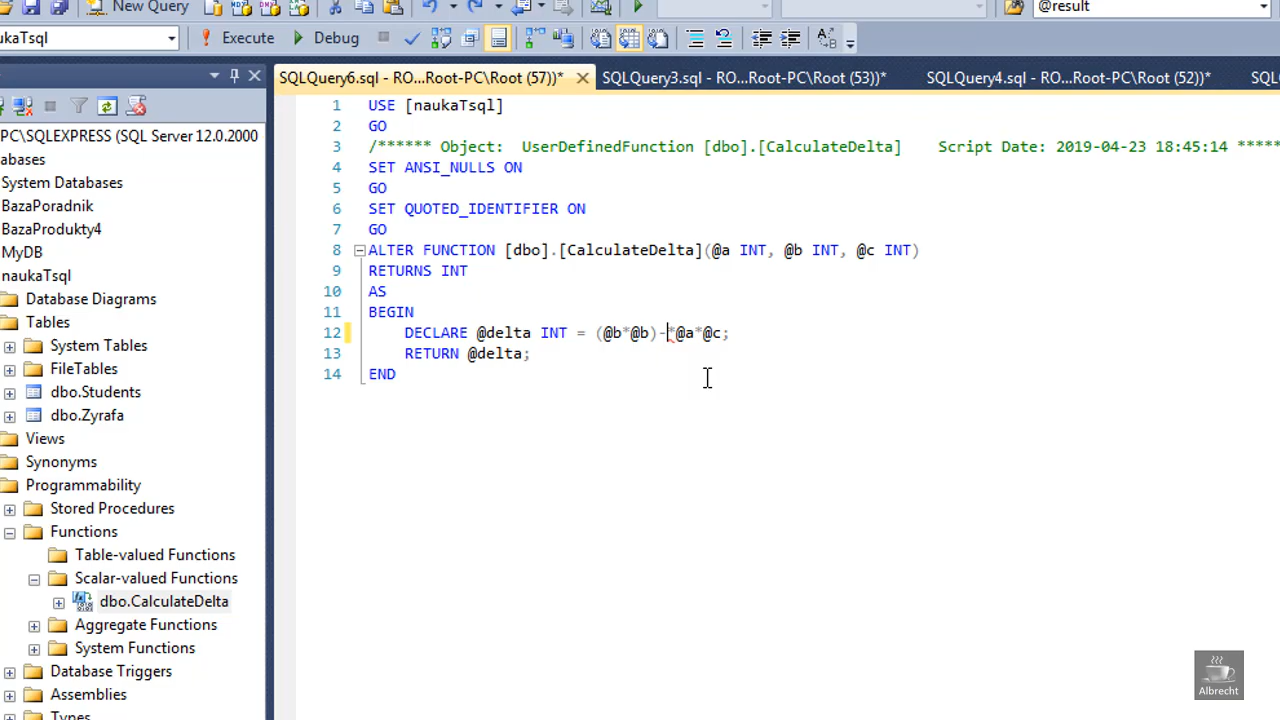 New Query
@result
ukaTsql
Execute
Debug
SQLQuery6.sql - RO...Root-PC\Root (57))*
SQLQuery3.sql - RO...Root-PC\Root (53))*
SQLQuery4.sql - RO...Root-PC\Root (52))*
SQL
PC\SQLEXPRESS (SQL Server 12.0.2000
abases
System Databases
BazaPoradnik
BazaProdukty4
MyDB
naukaTsql
Database Diagrams
Tables
System Tables
FileTables
dbo.Students
dbo.Zyrafa
Views
Synonyms
Programmability
Stored Procedures
Functions
Table-valued Functions
Scalar-valued Functions
dbo.CalculateDelta
Aggregate Functions
System Functions
Database Triggers
Assemblies
Types
1 USE [naukaTsql]
2 GO
3 /****** Object:  UserDefinedFunction [dbo].[CalculateDelta]    Script Date: 2019-04-23 18:45:14 *****
4 SET ANSI_NULLS ON
5 GO
6 SET QUOTED_IDENTIFIER ON
7 GO
8 ALTER FUNCTION [dbo].[CalculateDelta](@a INT, @b INT, @c INT)
9 RETURNS INT
10 AS
11 BEGIN
12     DECLARE @delta INT = (@b*@b)-*@a*@c;
13     RETURN @delta;
14 END
Albrecht